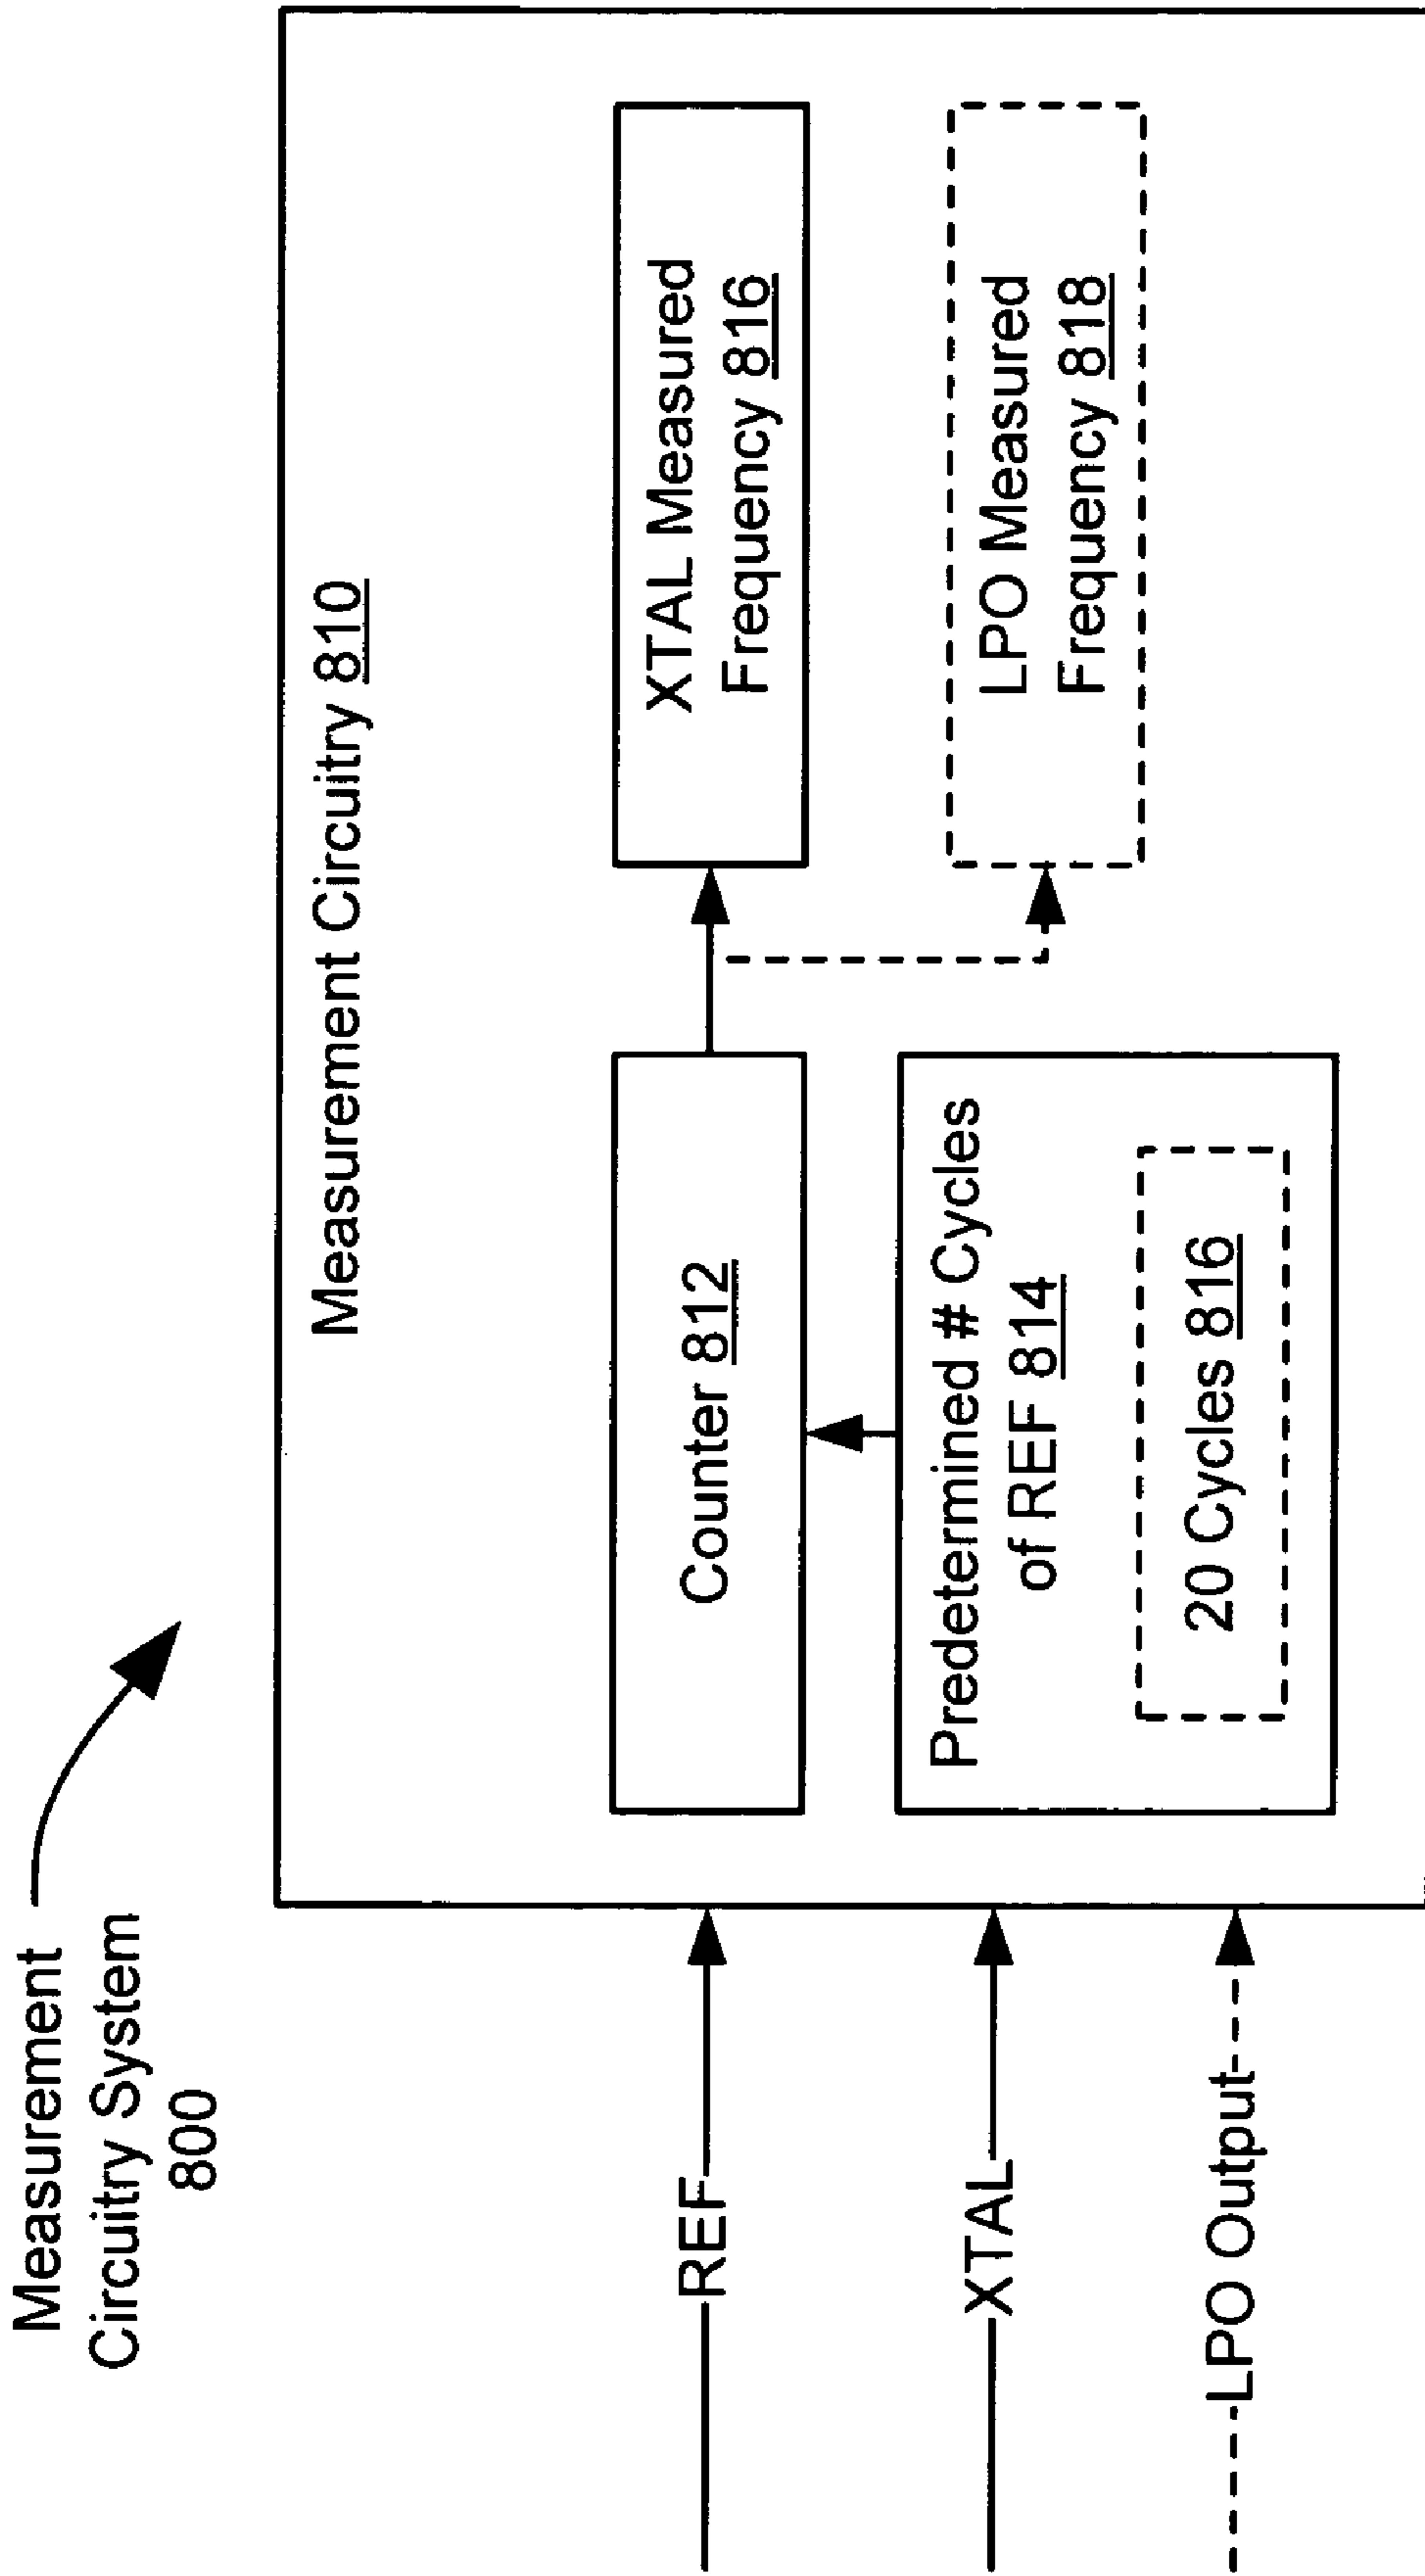 Measurement
Circuitry System
800
Measurement Circuitry 810
REF
XTAL
LPO Output
Counter 812
Predetermined # Cycles
of REF 814
20 Cycles 816
XTAL Measured
Frequency 816
LPO Measured
Frequency 818